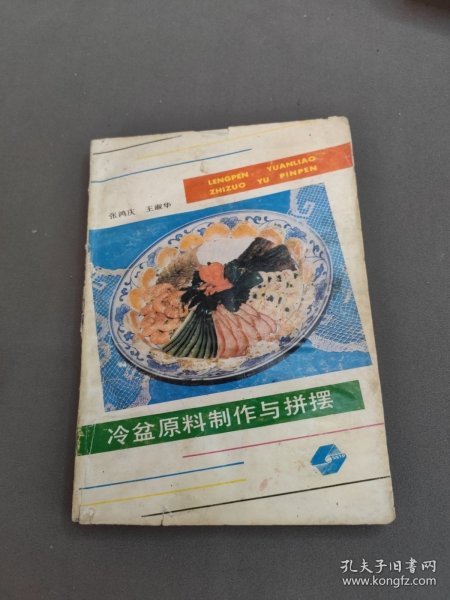 LENGPEN YUANLIAO
ZHIZUO YU PINPEN
张鸿庆 王淑华
冷盆原料制作与拼摆
孔夫子旧书网
www.kongfz.com